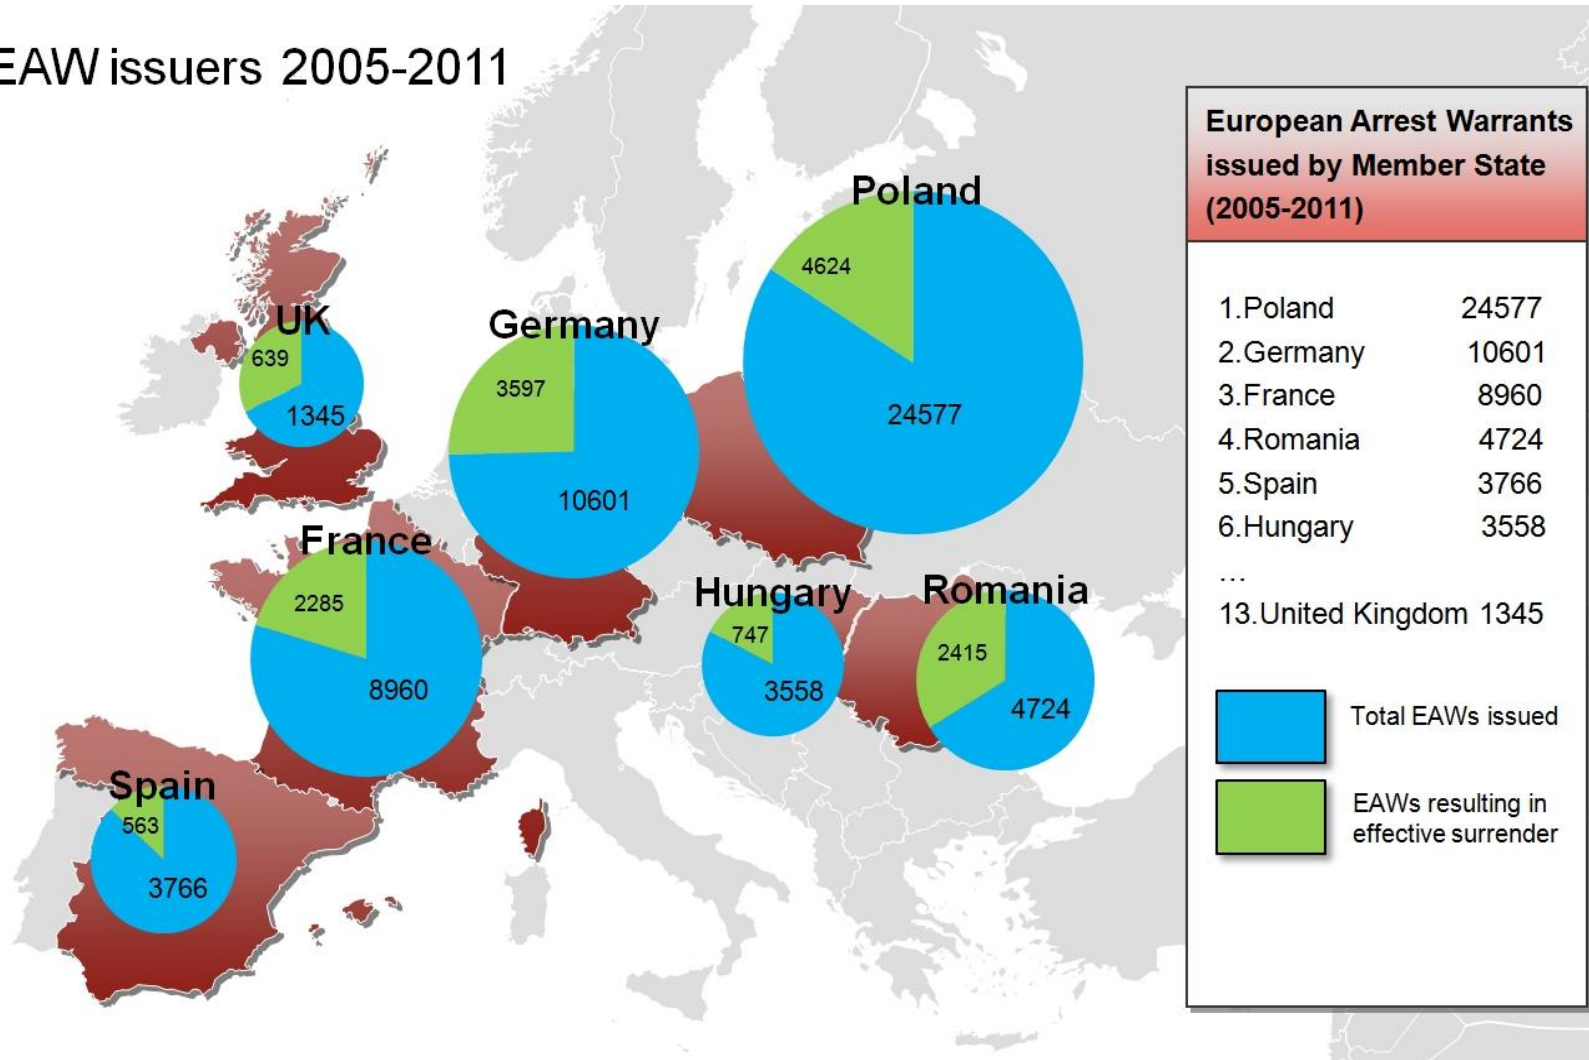 EAW issuers 2005-2011
European Arrest Warrants
issued by Member State
(2005-2011)
1.Poland 24577
2.Germany 10601
3.France 8960
4.Romania 4724
5.Spain 3766
6.Hungary 3558
...
13.United Kingdom 1345
Total EAWs issued
EAWs resulting in
effective surrender
Poland
4624
24577
UK
639
1345
Germany
3597
10601
France
2285
8960
Hungary
747
3558
Romania
2415
4724
Spain
563
3766